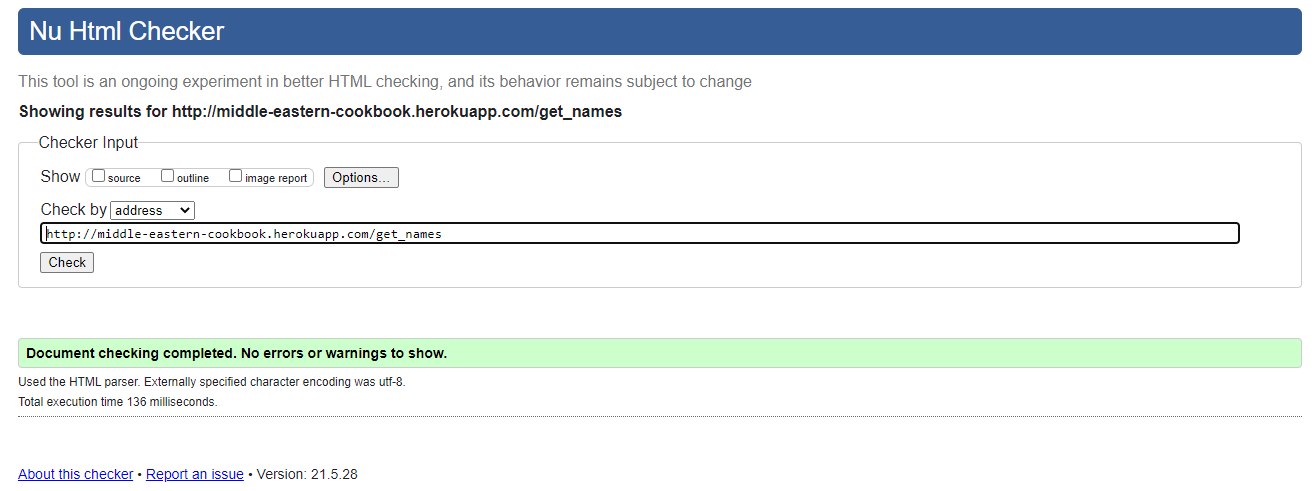 Nu Html Checker
This tool is an ongoing experiment in better HTML checking, and its behavior remains subject to change
Showing results for http://middle-eastern-cookbook.herokuapp.com/get_names
Checker Input
Show source outline image report Options...
Check by address
http://middle-eastern-cookbook.herokuapp.com/get_names
Check
Document checking completed. No errors or warnings to show.
Used the HTML parser. Externally specified character encoding was utf-8.
Total execution time 136 milliseconds.
About this checker • Report an issue • Version: 21.5.28